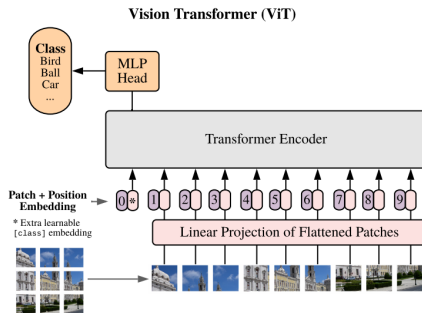 Vision Transformer (ViT)
Class
Bird
Ball
Car
...
MLP
Head
Transformer Encoder
Patch + Position
Embedding
0 * 1 2 3 4 5 6 7 8 9
* Extra learnable
[class] embedding
Linear Projection of Flattened Patches